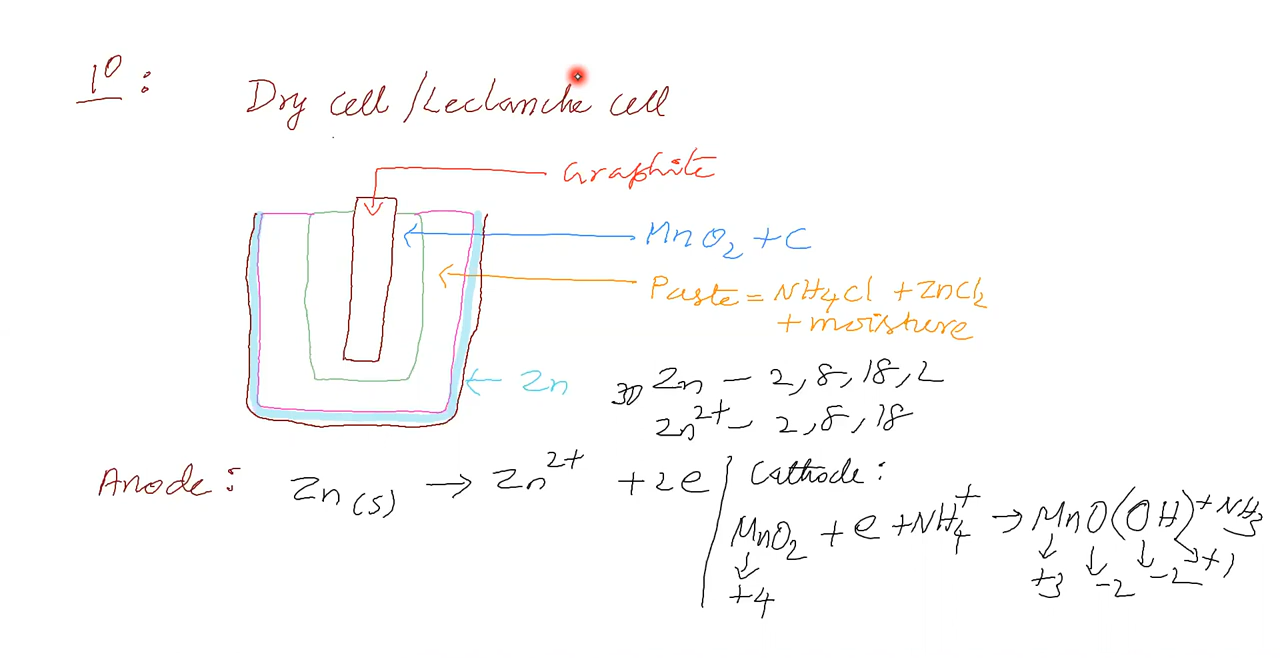 1⁰ :
Dry cell / Leclanche cell
Graphite
MnO₂ + C
Paste = NH₄Cl + ZnCl₂
+ moisture
Zn
30 Zn – 2, 8, 18, 2
Zn²⁺ – 2, 8, 18
Anode : Zn(s) → Zn²⁺ + 2e
Cathode :
MnO₂ + e + NH₄⁺ → MnO(OH) + NH₃
+4 +3 -2 -2 +1